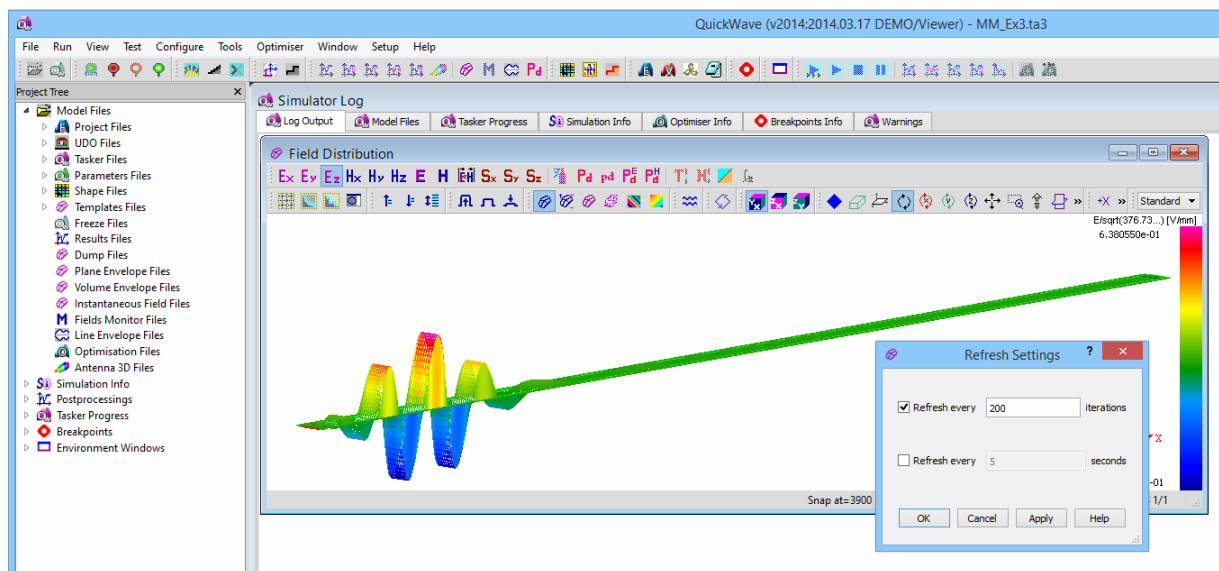 QuickWave (v2014:2014.03.17 DEMO/Viewer) - MM_Ex3.ta3
File Run View Test Configure Tools Optimiser Window Setup Help
M Pd
Project Tree
Model Files
Project Files
UDO Files
Tasker Files
Parameters Files
Shape Files
Templates Files
Freeze Files
Results Files
Dump Files
Plane Envelope Files
Volume Envelope Files
Instantaneous Field Files
M Fields Monitor Files
Line Envelope Files
Optimisation Files
Antenna 3D Files
Simulation Info
Postprocessings
Tasker Progress
Breakpoints
Environment Windows
Simulator Log
Log Output Model Files Tasker Progress Simulation Info Optimiser Info Breakpoints Info Warnings
Field Distribution
Ex Ey Ez Hx Hy Hz E H EH Sx Sy Sz Pd pd PdE PdH
» +X » Standard
E/sqrt(376.73...) [V/mm]
6.380550e-01
Refresh Settings ?
Refresh every 200 iterations
X
Refresh every 5 seconds
-01
Snap at=3900 1/1
OK Cancel Apply Help